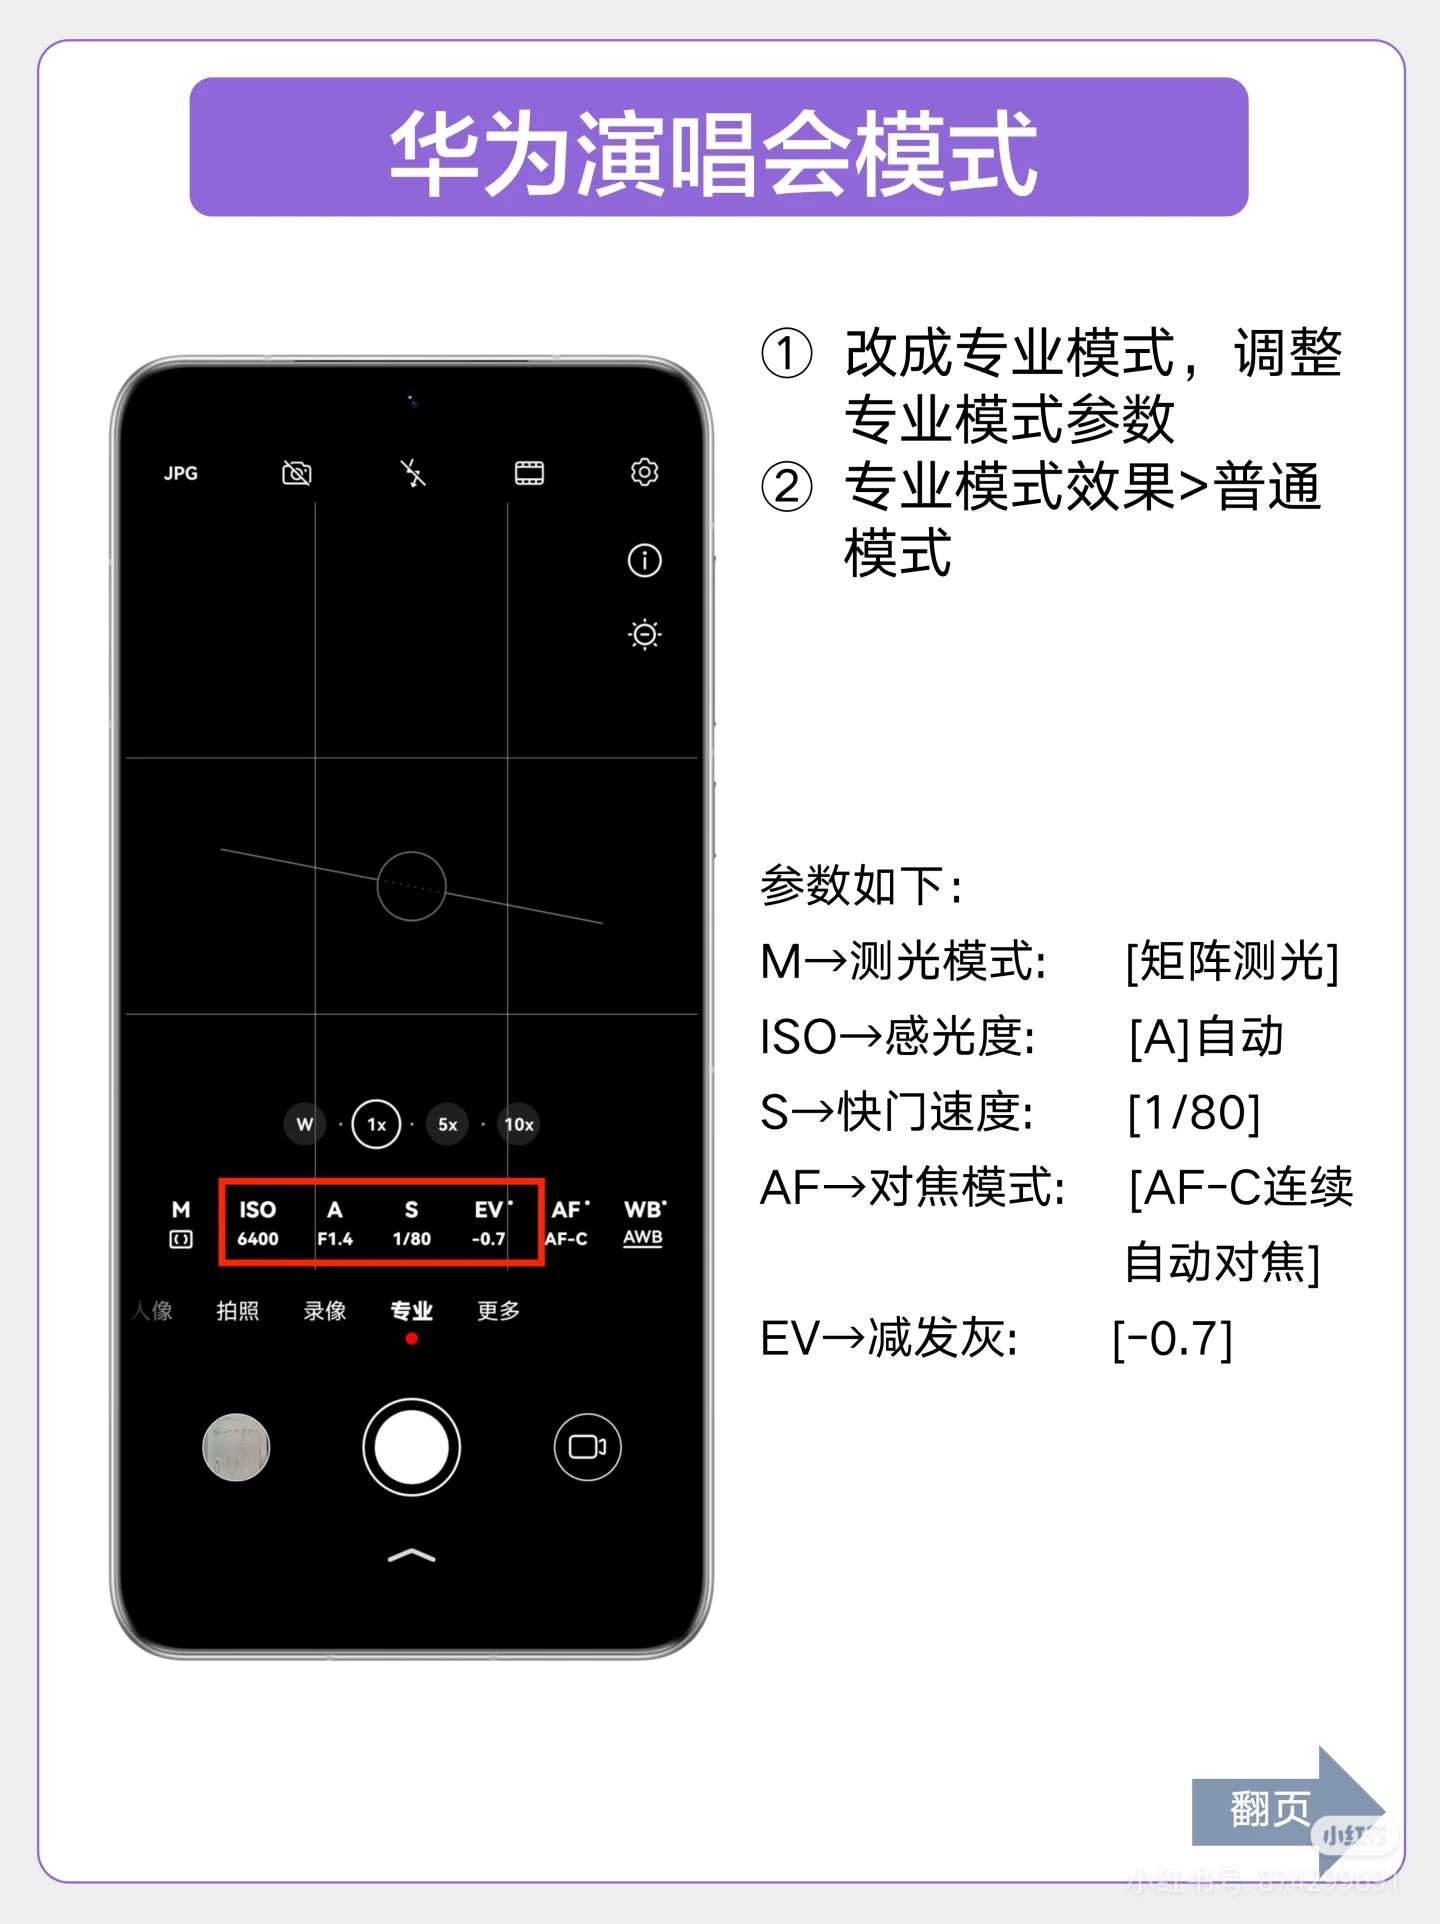 华为演唱会模式
① 改成专业模式，调整
专业模式参数
② 专业模式效果>普通
模式
JPG
W · 1x · 5x · 10x
M ISO A S EV AF WB
6400 F1.4 1/80 -0.7 AF-C AWB
人像 拍照 录像 专业 更多
参数如下：
M→测光模式: [矩阵测光]
ISO→感光度: [A]自动
S→快门速度: [1/80]
AF→对焦模式: [AF-C连续
自动对焦]
EV→减发灰: [-0.7]
翻页
小红书
小红书号: 874299691